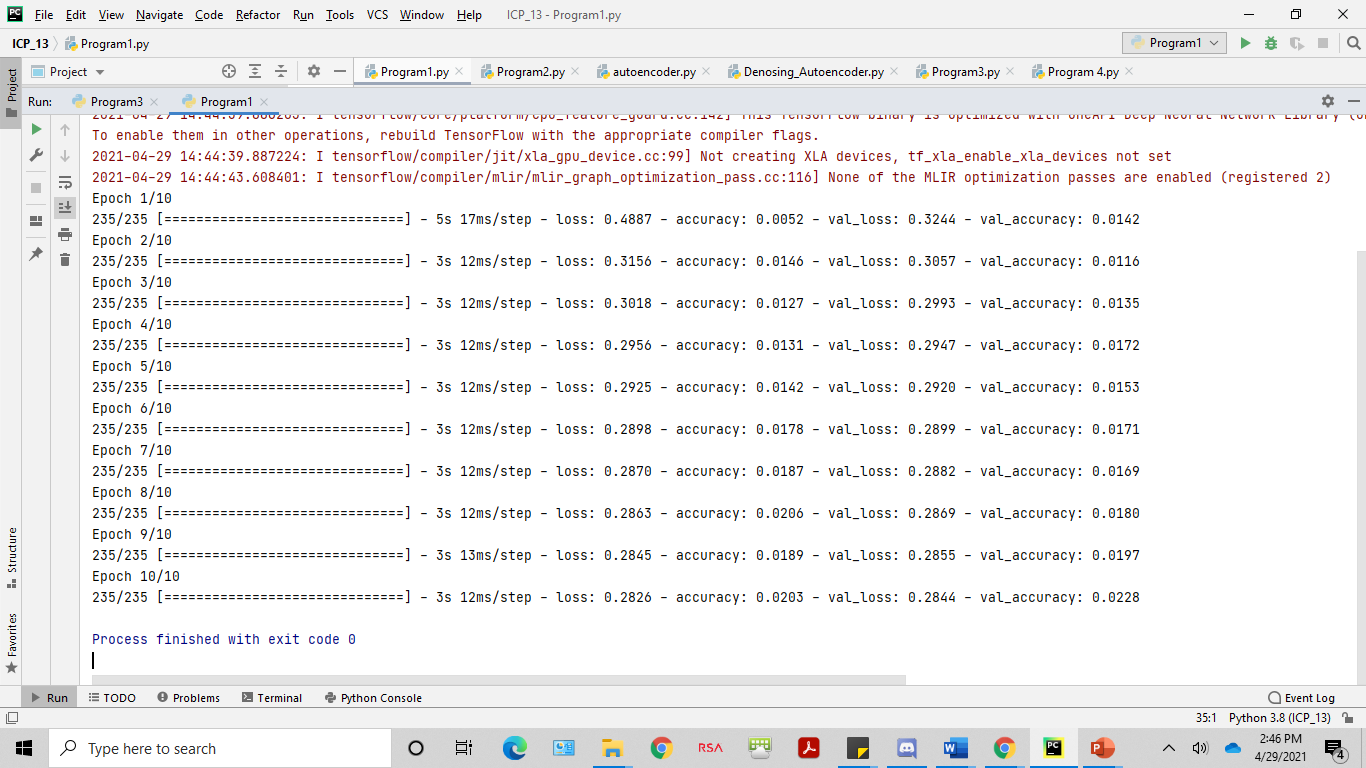 File Edit View Navigate Code Refactor Run Tools VCS Window Help ICP_13 - Program1.py
ICP_13 Program1.py Program1
Project Program1.py Program2.py autoencoder.py Denosing_Autoencoder.py Program3.py Program 4.py
Project
Run: Program3 Program1
To enable them in other operations, rebuild TensorFlow with the appropriate compiler flags.
2021-04-29 14:44:39.887224: I tensorflow/compiler/jit/xla_gpu_device.cc:99] Not creating XLA devices, tf_xla_enable_xla_devices not set
2021-04-29 14:44:43.608401: I tensorflow/compiler/mlir/mlir_graph_optimization_pass.cc:116] None of the MLIR optimization passes are enabled (registered 2)
Epoch 1/10
235/235 [==============================] - 5s 17ms/step - loss: 0.4887 - accuracy: 0.0052 - val_loss: 0.3244 - val_accuracy: 0.0142
Epoch 2/10
235/235 [==============================] - 3s 12ms/step - loss: 0.3156 - accuracy: 0.0146 - val_loss: 0.3057 - val_accuracy: 0.0116
Epoch 3/10
235/235 [==============================] - 3s 12ms/step - loss: 0.3018 - accuracy: 0.0127 - val_loss: 0.2993 - val_accuracy: 0.0135
Epoch 4/10
235/235 [==============================] - 3s 12ms/step - loss: 0.2956 - accuracy: 0.0131 - val_loss: 0.2947 - val_accuracy: 0.0172
Epoch 5/10
235/235 [==============================] - 3s 12ms/step - loss: 0.2925 - accuracy: 0.0142 - val_loss: 0.2920 - val_accuracy: 0.0153
Epoch 6/10
235/235 [==============================] - 3s 12ms/step - loss: 0.2898 - accuracy: 0.0178 - val_loss: 0.2899 - val_accuracy: 0.0171
Epoch 7/10
235/235 [==============================] - 3s 12ms/step - loss: 0.2870 - accuracy: 0.0187 - val_loss: 0.2882 - val_accuracy: 0.0169
Epoch 8/10
235/235 [==============================] - 3s 12ms/step - loss: 0.2863 - accuracy: 0.0206 - val_loss: 0.2869 - val_accuracy: 0.0180
Epoch 9/10
235/235 [==============================] - 3s 13ms/step - loss: 0.2845 - accuracy: 0.0189 - val_loss: 0.2855 - val_accuracy: 0.0197
Epoch 10/10
235/235 [==============================] - 3s 12ms/step - loss: 0.2826 - accuracy: 0.0203 - val_loss: 0.2844 - val_accuracy: 0.0228
Process finished with exit code 0
Structure
Favorites
Run TODO Problems Terminal Python Console Event Log
35:1 Python 3.8 (ICP_13)
Type here to search RSA 2:46 PM
4/29/2021 4